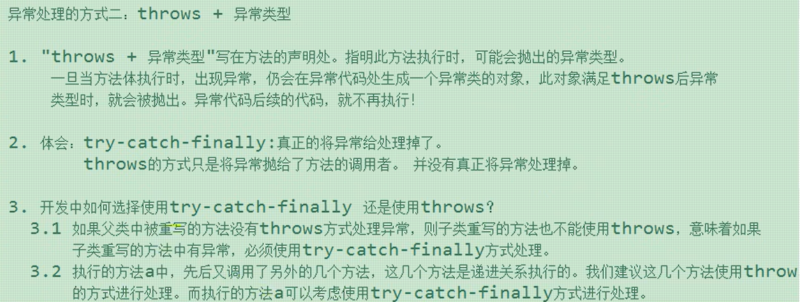 异常处理的方式二：throws + 异常类型
1. "throws + 异常类型"写在方法的声明处。指明此方法执行时，可能会抛出的异常类型。
一旦当方法体执行时，出现异常，仍会在异常代码处生成一个异常类的对象，此对象满足throws后异常
类型时，就会被抛出。异常代码后续的代码，就不再执行！
2. 体会：try-catch-finally:真正的将异常给处理掉了。
throws的方式只是将异常抛给了方法的调用者。 并没有真正将异常处理掉。
3. 开发中如何选择使用try-catch-finally 还是使用throws？
3.1 如果父类中被重写的方法没有throws方式处理异常，则子类重写的方法也不能使用throws，意味着如果
子类重写的方法中有异常，必须使用try-catch-finally方式处理。
3.2 执行的方法a中，先后又调用了另外的几个方法，这几个方法是递进关系执行的。我们建议这几个方法使用throw
的方式进行处理。而执行的方法a可以考虑使用try-catch-finally方式进行处理。